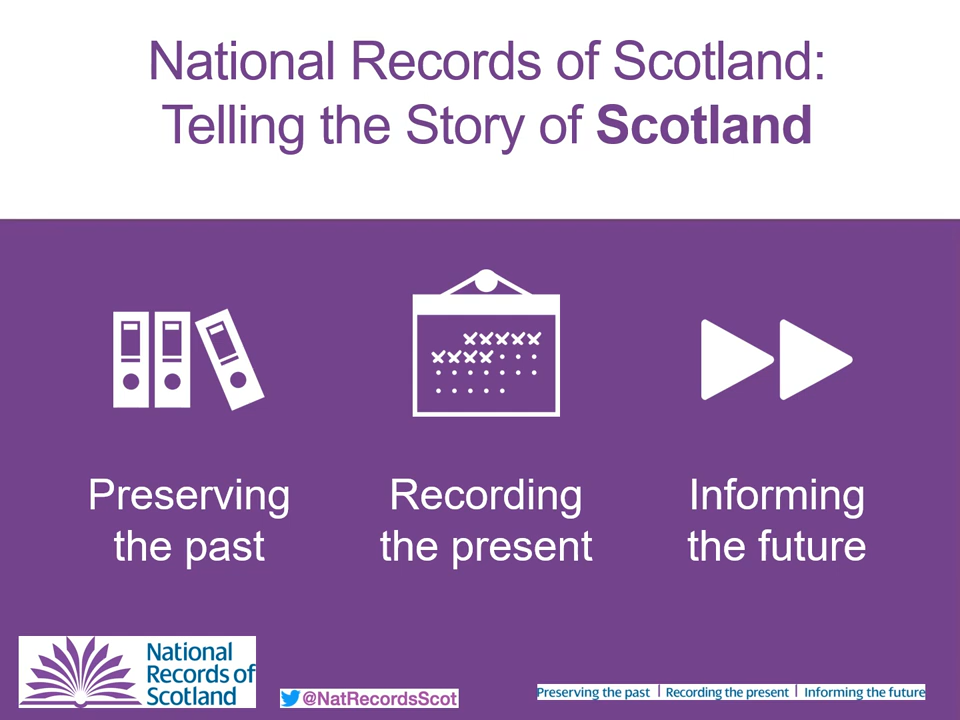 National Records of Scotland:
Telling the Story of Scotland
Preserving
the past
Recording
the present
Informing
the future
National
Records of
Scotland
@NatRecordsScot
Preserving the past | Recording the present | Informing the future